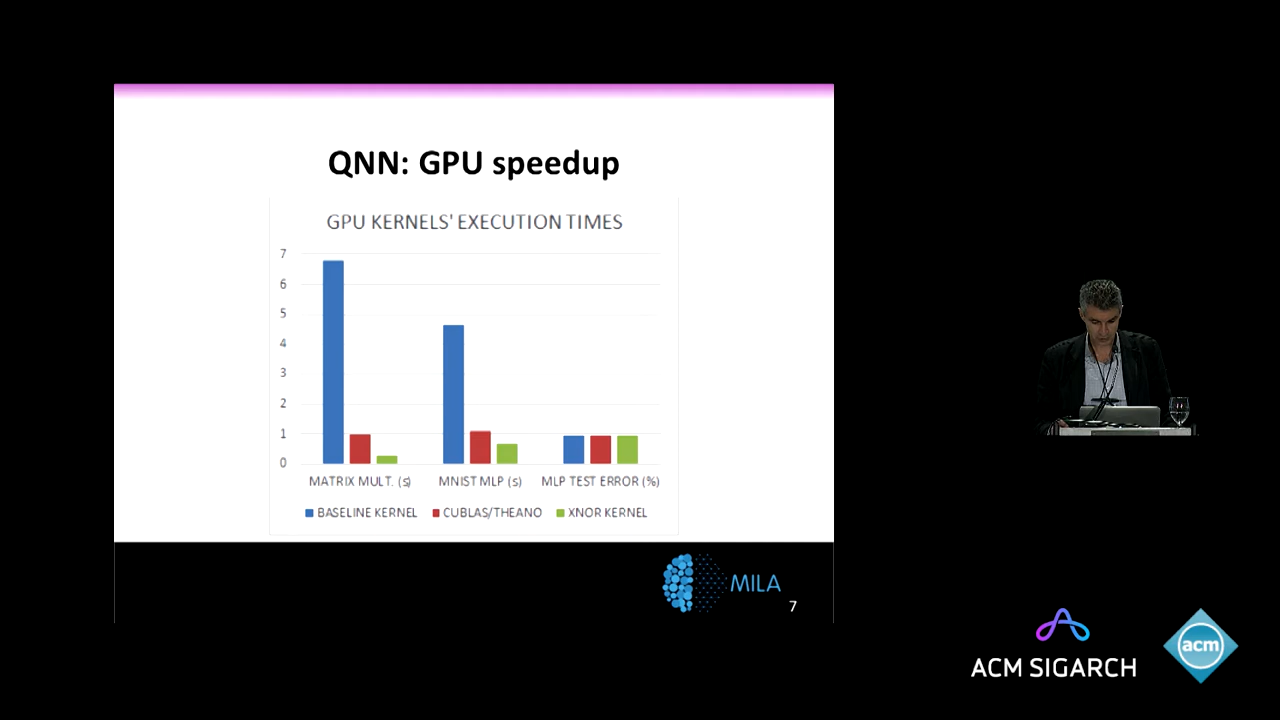 QNN: GPU speedup
GPU KERNELS' EXECUTION TIMES
7
6
5
4
3
2
1
0
MATRIX MULT. (s) MNIST MLP (s) MLP TEST ERROR (%)
BASELINE KERNEL CUBLAS/THEANO XNOR KERNEL
MILA
7
ACM SIGARCH
acm